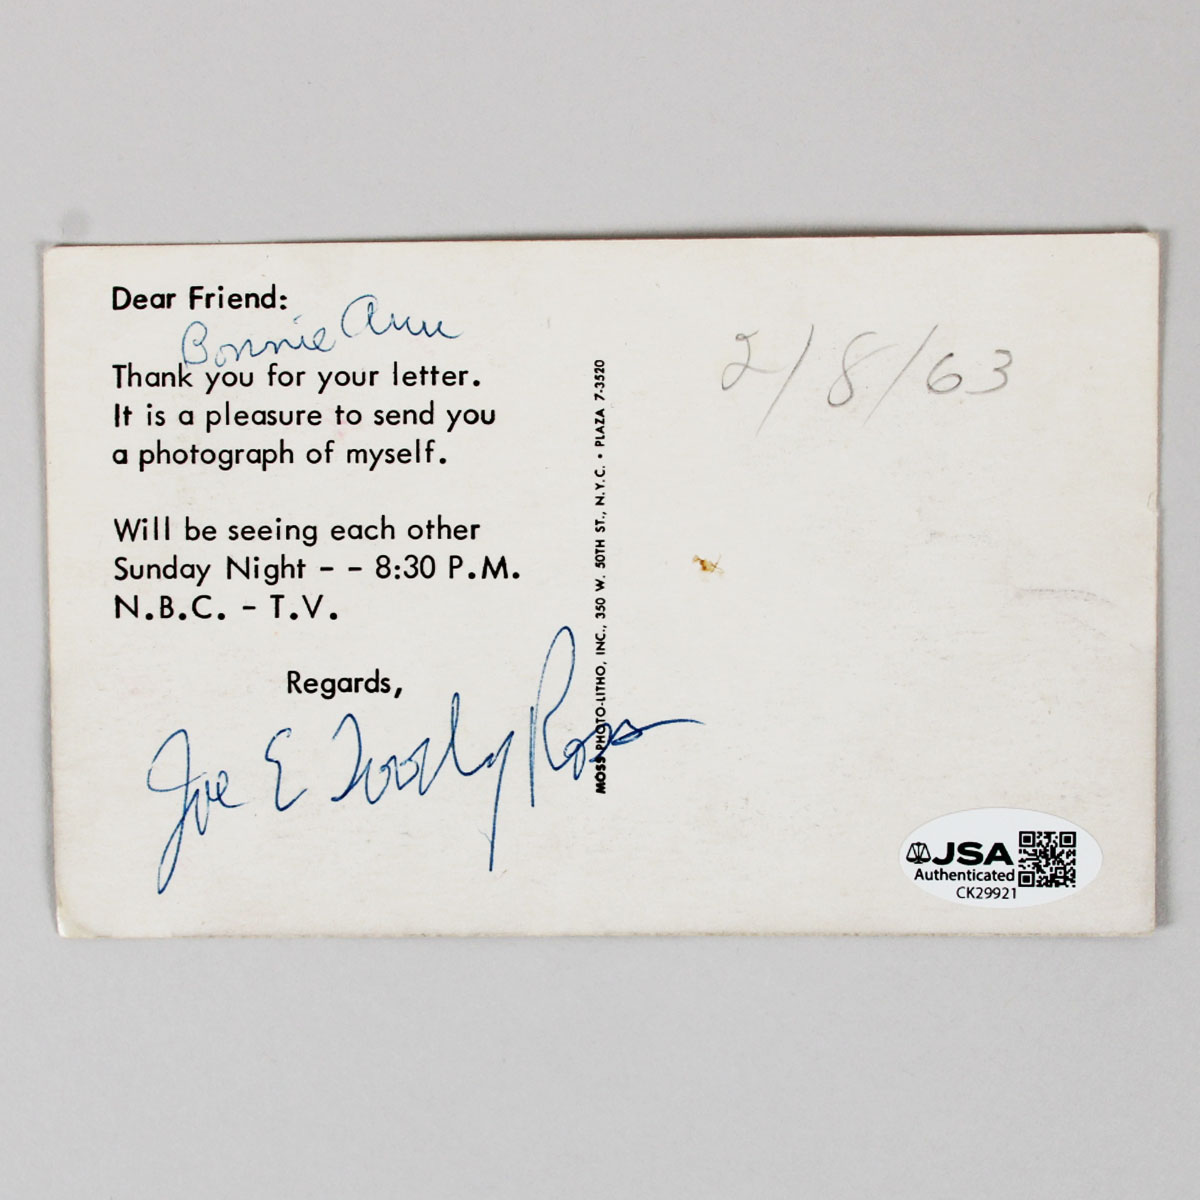 Dear Friend:
Bonnie Ann
Thank you for your letter.
It is a pleasure to send you
a photograph of myself.
Will be seeing each other
Sunday Night - - 8:30 P.M.
N.B.C. - T.V.
Regards,
Joe E Toody Ross
MOSS PHOTO-LITHO, INC., 350 W. 50TH ST., N.Y.C. • PLAZA 7-3520
2/8/63
JSA
Authenticated
CK29921